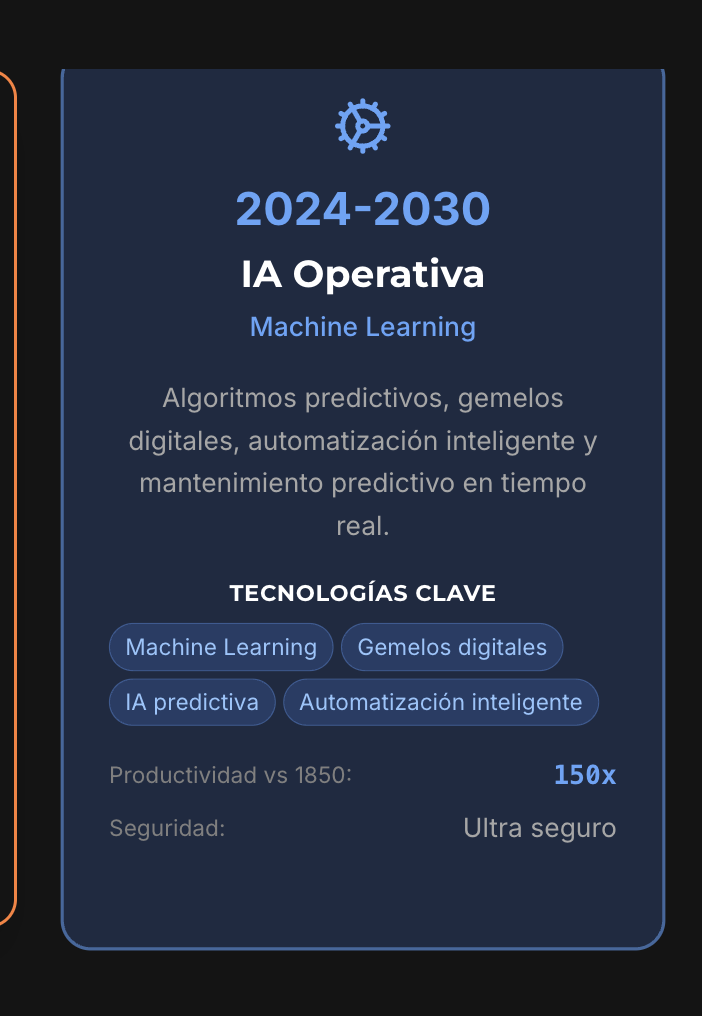 2024-2030
IA Operativa
Machine Learning
Algoritmos predictivos, gemelos
digitales, automatización inteligente y
mantenimiento predictivo en tiempo
real.
TECNOLOGÍAS CLAVE
Machine Learning Gemelos digitales
IA predictiva Automatización inteligente
Productividad vs 1850: 150x
Seguridad: Ultra seguro